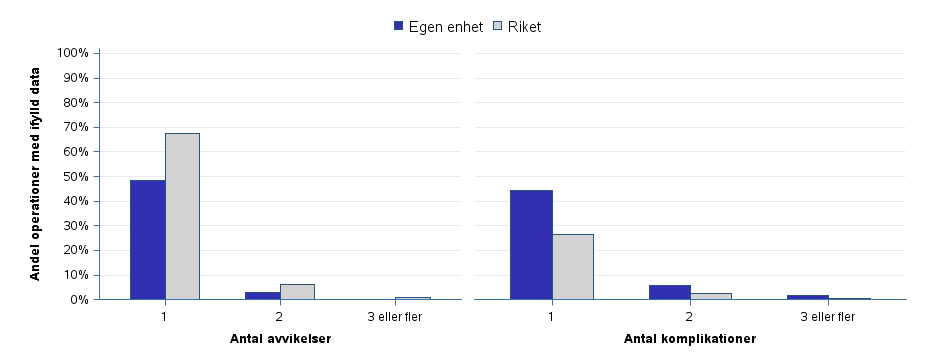 Egen enhet Riket
Andel operationer med ifylld data
100%
90%
80%
70%
60%
50%
40%
30%
20%
10%
0%
1 2 3 eller fler
Antal avvikelser
1 2 3 eller fler
Antal komplikationer